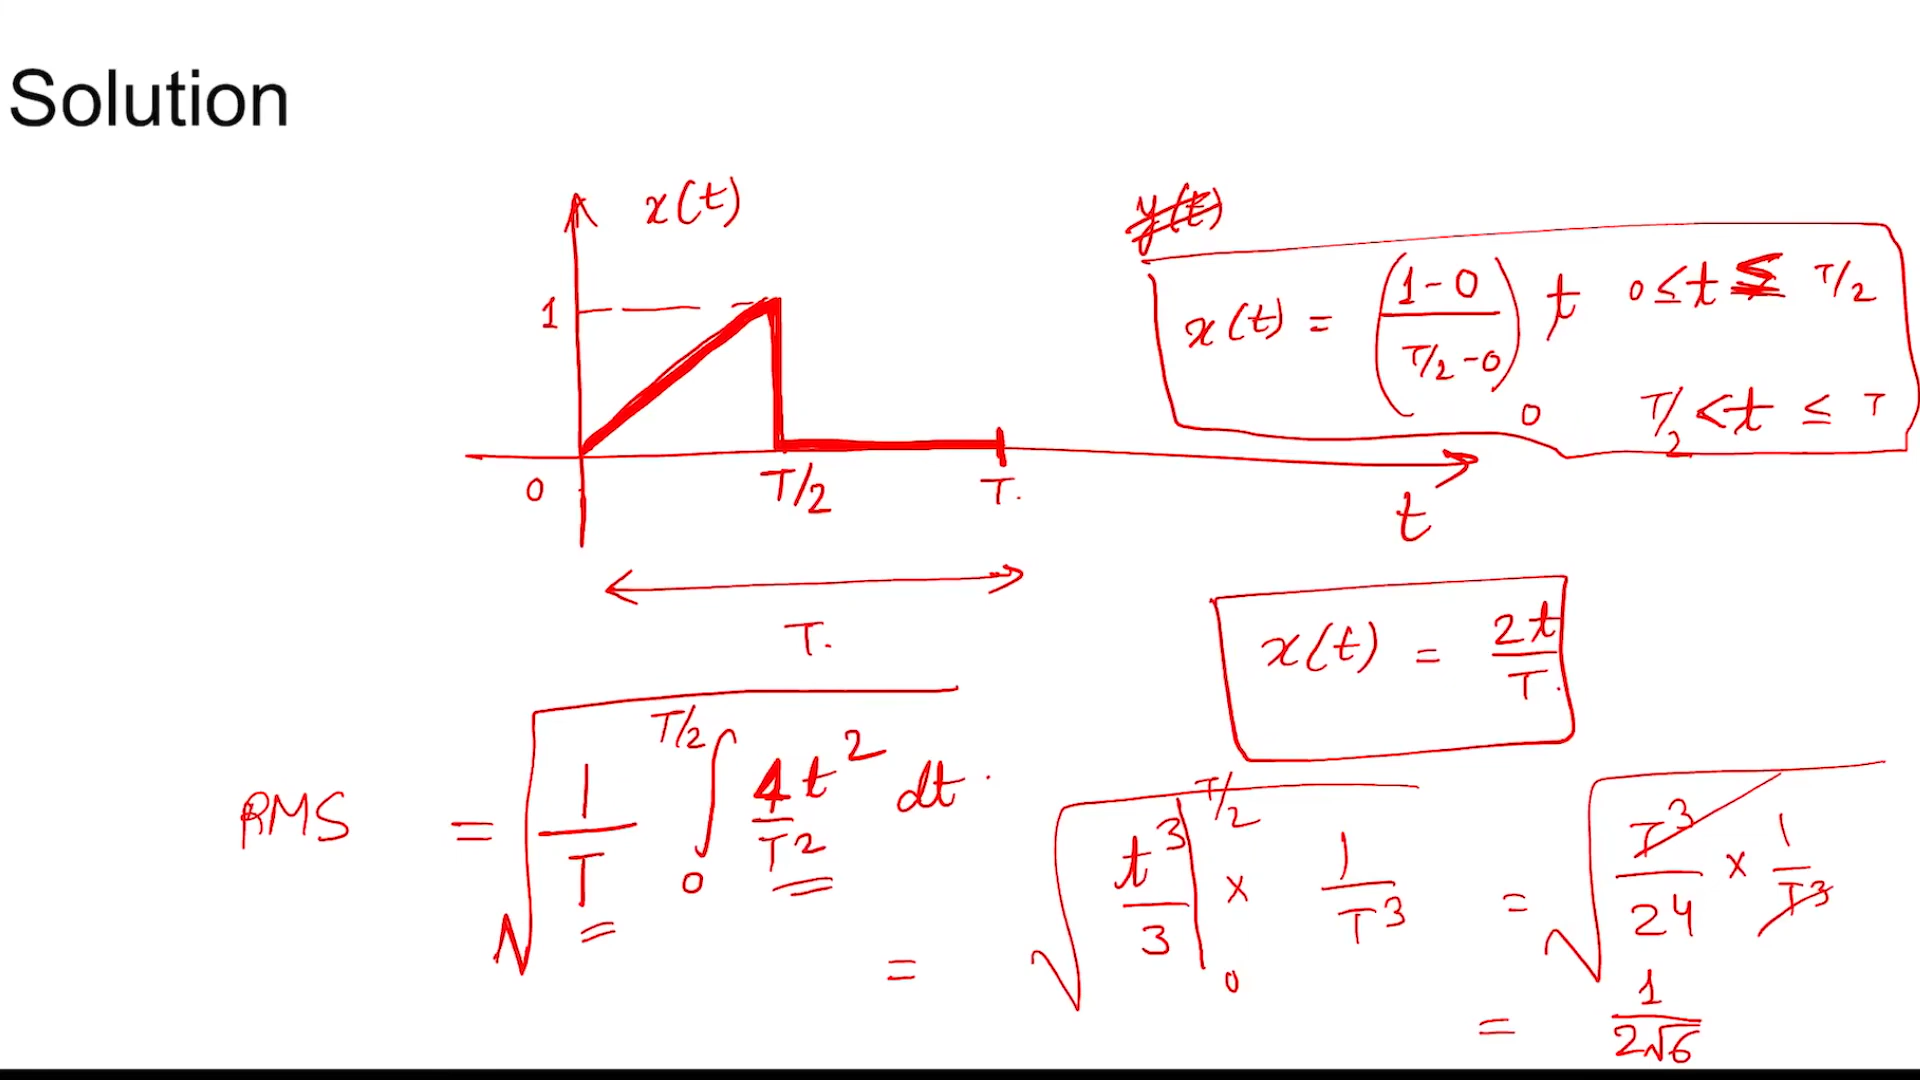 Solution
x(t)
y(t)
1
x(t) = (1-0 / T/2-0) t 0≤t≤ T/2
0 T/2<t ≤ T
0 T/2 T.
t
T.
x(t) = 2t/T.
RMS = √ 1/T ∫ 0 T/2 4t²/T² dt.
= √ t³/3 | 0 T/2 × 1/T³ = √ T³/24 × 1/T³
= 1/2√6